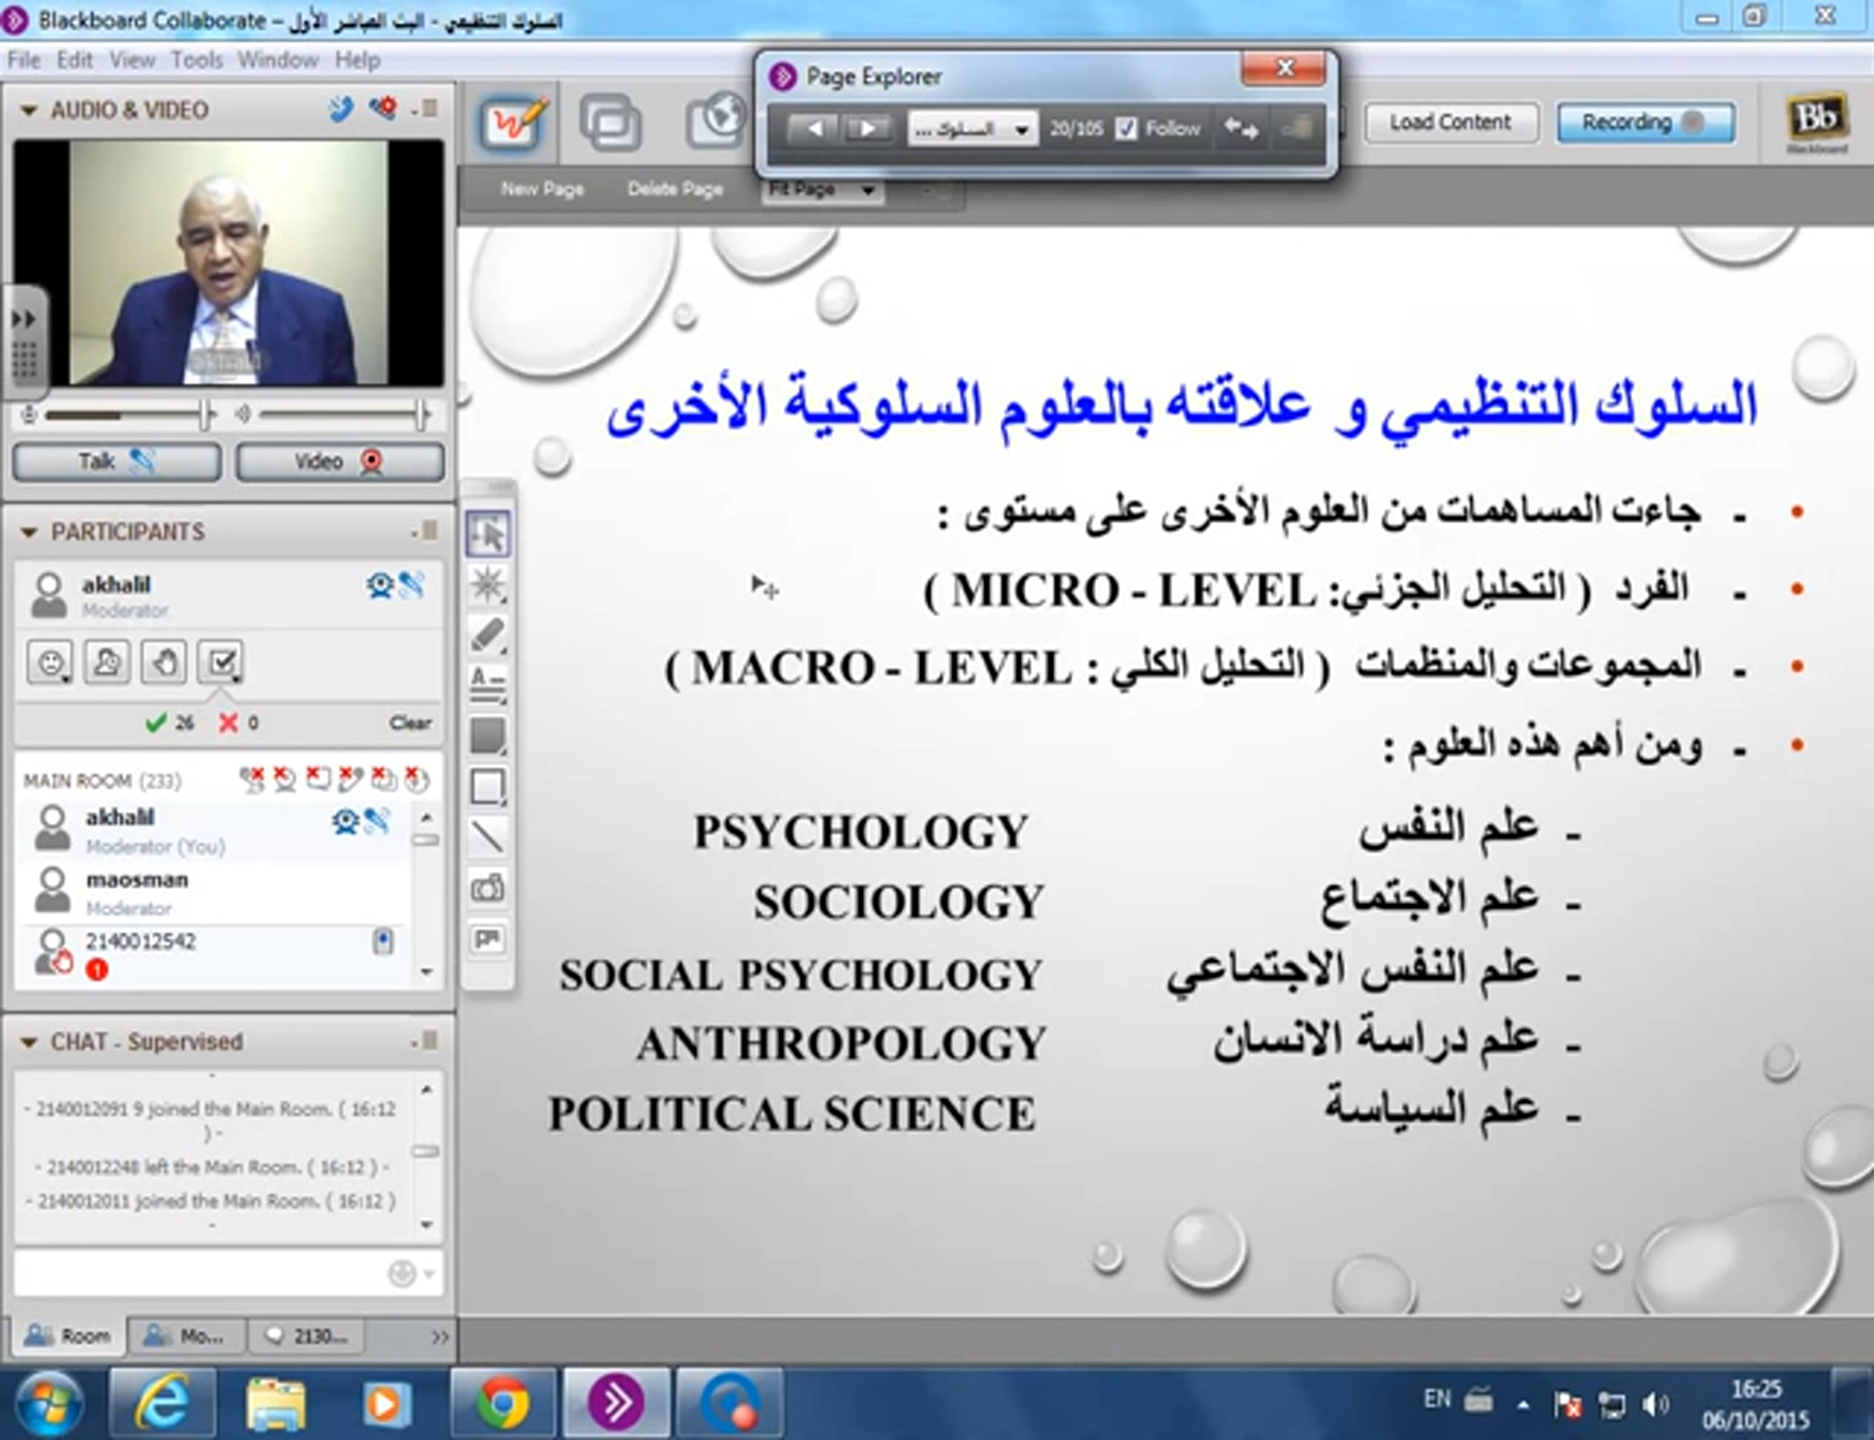 Blackboard Collaborate – السلوك التنظيمي - البث المباشر الأول
File Edit View Tools Window Help
Page Explorer
السلوك ... 20/105 Follow
Load Content
Recording
Bb
Blackboard
New Page Delete Page Fit Page
AUDIO & VIDEO
Talk
Video
PARTICIPANTS
akhalil
Moderator
26 0 Clear
MAIN ROOM (233)
akhalil
Moderator (You)
maosman
Moderator
2140012542
1
CHAT - Supervised
-
- 2140012091 9 joined the Main Room. ( 16:12
) -
- 2140012248 left the Main Room. ( 16:12 ) -
- 2140012011 joined the Main Room. ( 16:12 )
-
Room Mo... 2130... >>
السلوك التنظيمي و علاقته بالعلوم السلوكية الأخرى
• - جاءت المساهمات من العلوم الأخرى على مستوى :
• - الفرد ( التحليل الجزئي: MICRO - LEVEL )
• - المجموعات والمنظمات ( التحليل الكلي : MACRO - LEVEL )
• - ومن أهم هذه العلوم :
- علم النفس PSYCHOLOGY
- علم الاجتماع SOCIOLOGY
- علم النفس الاجتماعي SOCIAL PSYCHOLOGY
- علم دراسة الانسان ANTHROPOLOGY
- علم السياسة POLITICAL SCIENCE
EN
16:25
06/10/2015